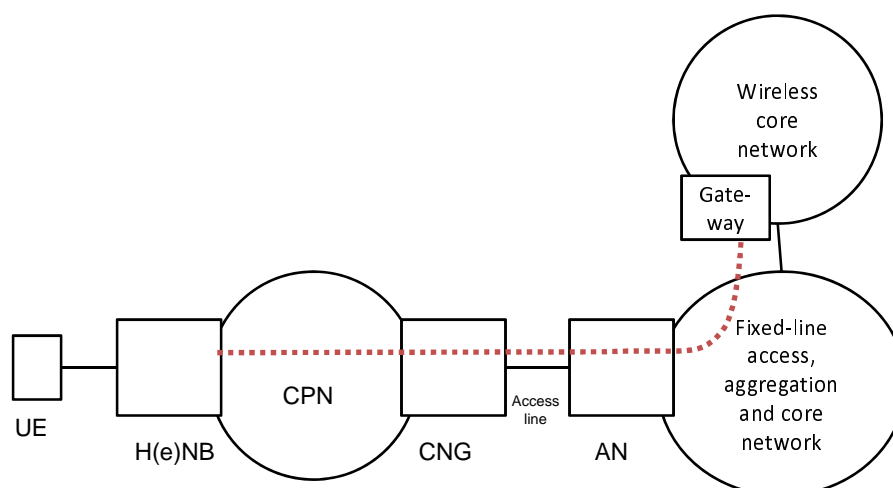 Wireless
core
network
Gate-
way
Fixed-line
access,
aggregation
and core
network
CPN
Access
line
UE
H(e)NB
CNG
AN